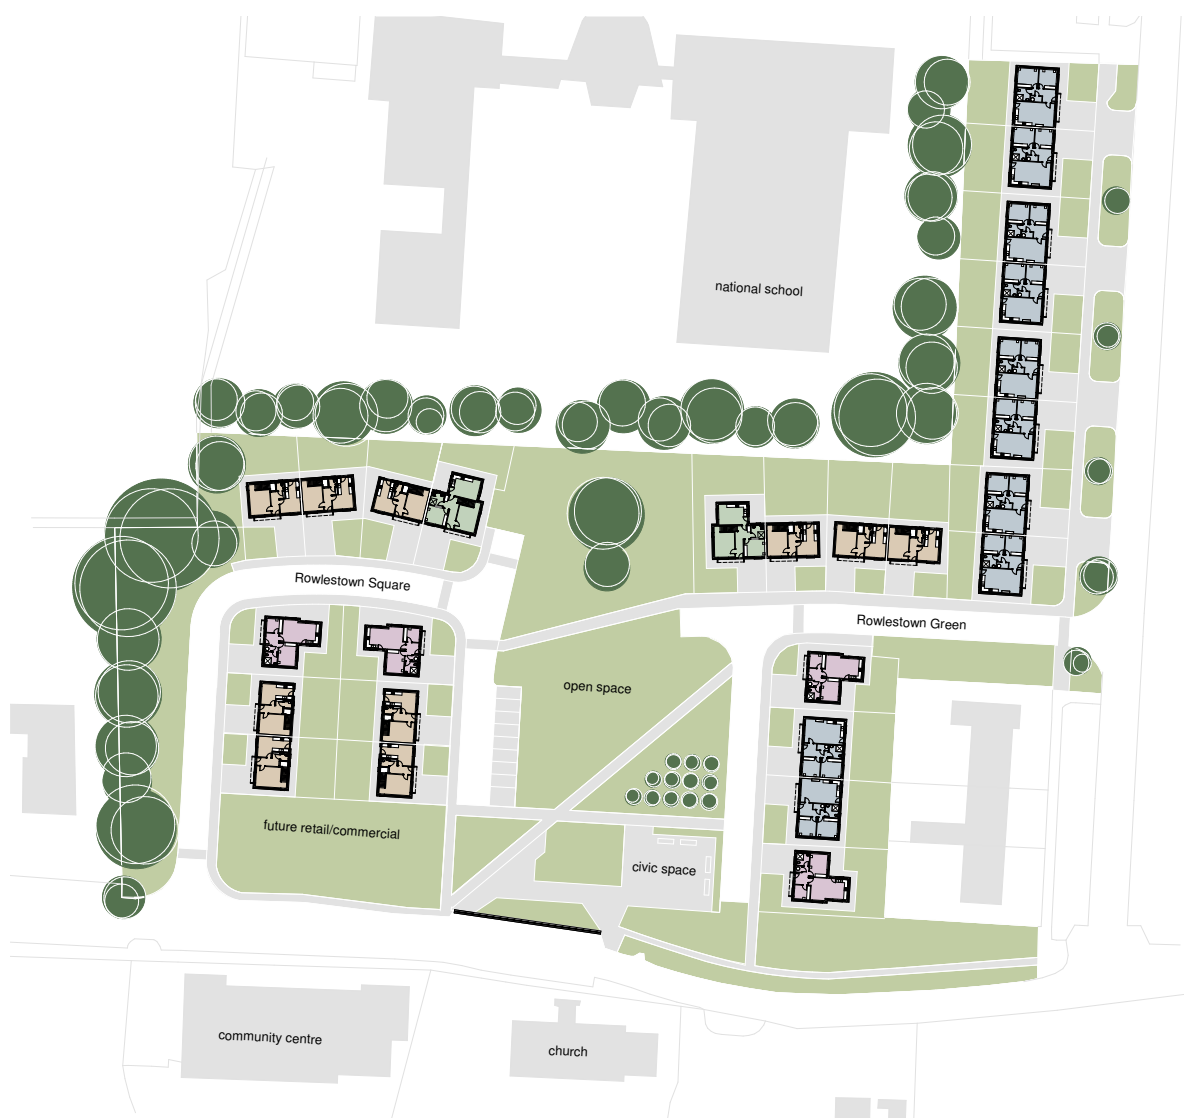 national school
Rowlestown Square
Rowlestown Green
open space
future retail/commercial
civic space
community centre
church